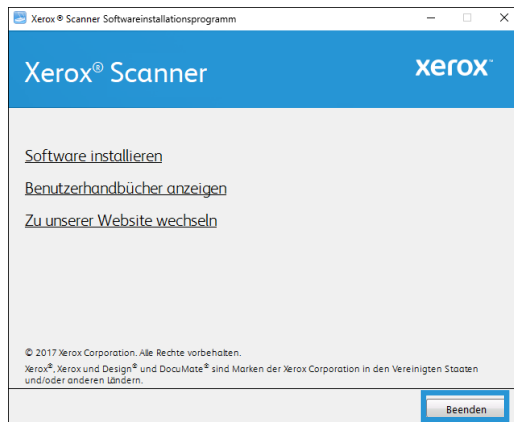 Xerox ® Scanner Softwareinstallationsprogramm
Xerox® Scanner
xerox™
Software installieren
Benutzerhandbücher anzeigen
Zu unserer Website wechseln
© 2017 Xerox Corporation. Alle Rechte vorbehalten.
Xerox®, Xerox und Design® und DocuMate® sind Marken der Xerox Corporation in den Vereinigten Staaten
und/oder anderen Ländern.
Beenden